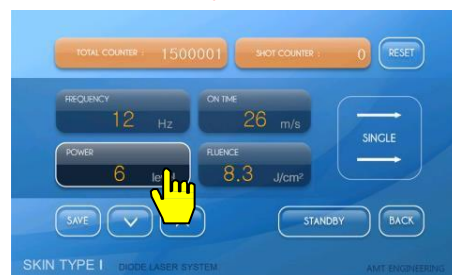 TOTAL COUNTER : 1500001 SHOT COUNTER : 0 RESET
FREQUENCY ON TIME
12 Hz 26 m/s
SINGLE
POWER FLUENCE
6 8.3 J/cm²
SAVE STANDBY BACK
SKIN TYPE I DIODE LASER SYSTEM AMT ENGINEERING